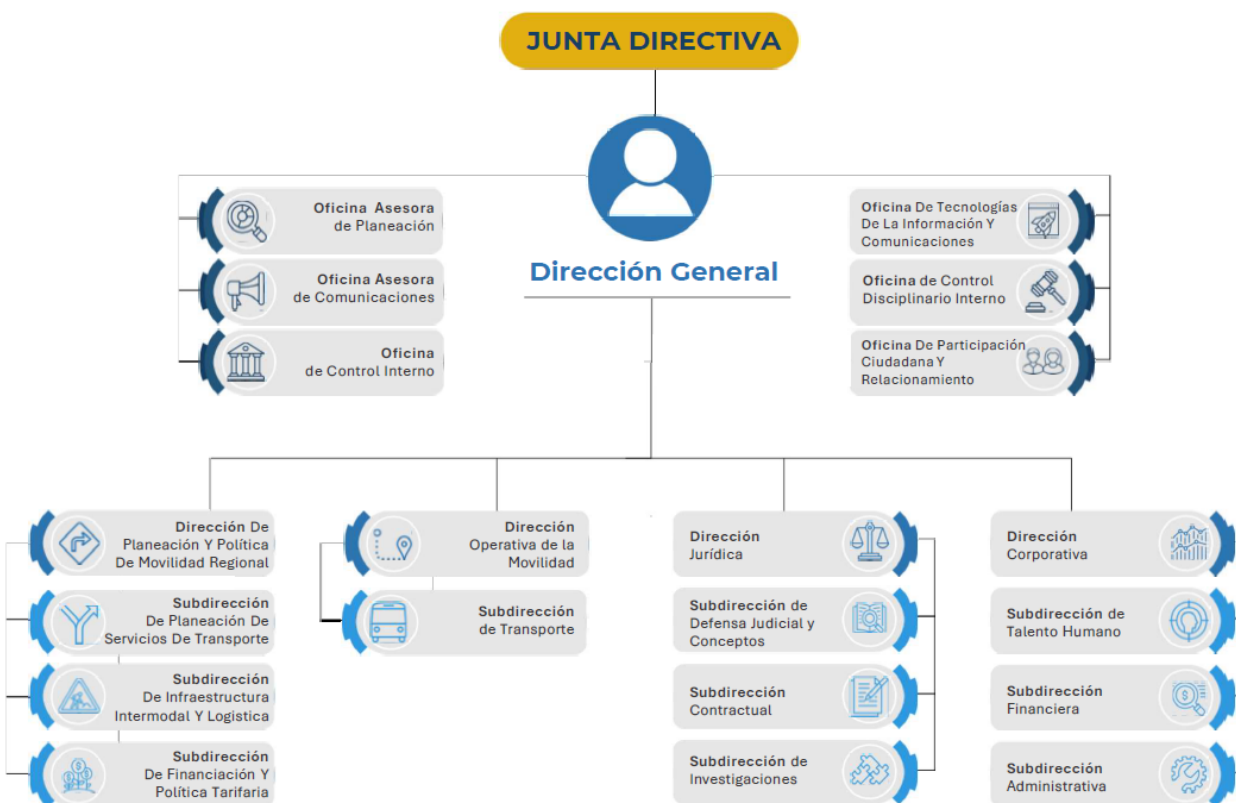 JUNTA DIRECTIVA
Oficina Asesora
de Planeación
Oficina Asesora
de Comunicaciones
Oficina
de Control Interno
Dirección General
Oficina De Tecnologías
De La Información Y
Comunicaciones
Oficina de Control
Disciplinario Interno
Oficina De Participación
Ciudadana Y
Relacionamiento
Dirección De
Planeación Y Política
De Movilidad Regional
Subdirección
De Planeación De
Servicios De Transporte
Subdirección
De Infraestructura
Intermodal Y Logistica
Subdirección
De Financiación Y
Política Tarifaria
Dirección
Operativa de la
Movilidad
Subdirección
de Transporte
Dirección
Jurídica
Subdirección de
Defensa Judicial y
Conceptos
Subdirección
Contractual
Subdirección de
Investigaciones
Dirección
Corporativa
Subdirección de
Talento Humano
Subdirección
Financiera
Subdirección
Administrativa